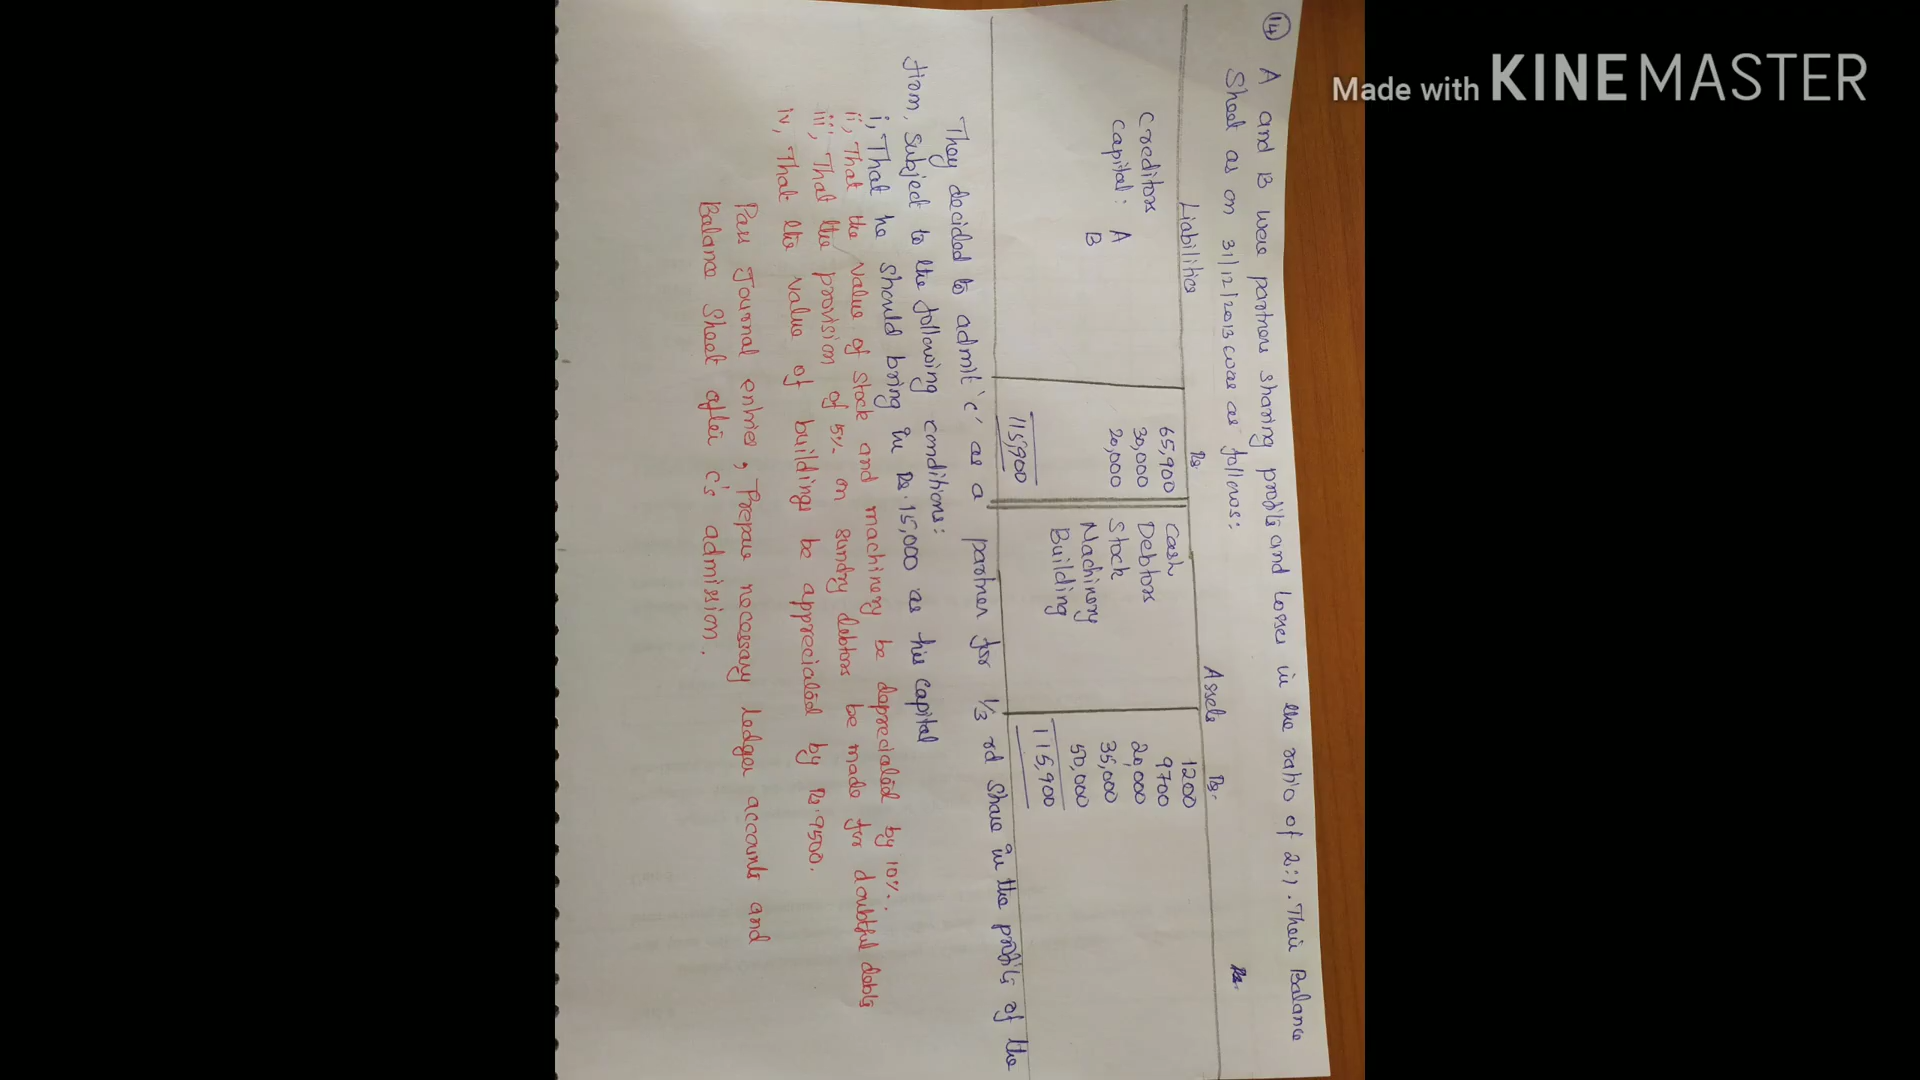 Made with KINEMASTER
14 A and B were partners sharing profits and Losses in the ratio of 2:1. Their Balance
Sheet as on 31/12/2013 was as follows:
Rs.
Liabilities Rs. Assets Rs.
Creditors 65,900 Cash 1200
Capital: A 30,000 Debtors 9700
B 20,000 Stock 20,000
Machinery 35,000
Building 50,000
115,900 115,900
They decided to admit 'C' as a partner for 1/3 rd Share in the profits of the
firm, Subject to the following conditions:
i, That he should bring in Rs. 15,000 as his capital
ii, That the value of stock and machinery be depreciated by 10%.
iii, That the provision of 5% on sundry debtors be made for doubtful debts
iv, That the value of buildings be appreciated by Rs. 9500.
Pass Journal entries, Prepare necessary ledger accounts and
Balance Sheet after C's admission.